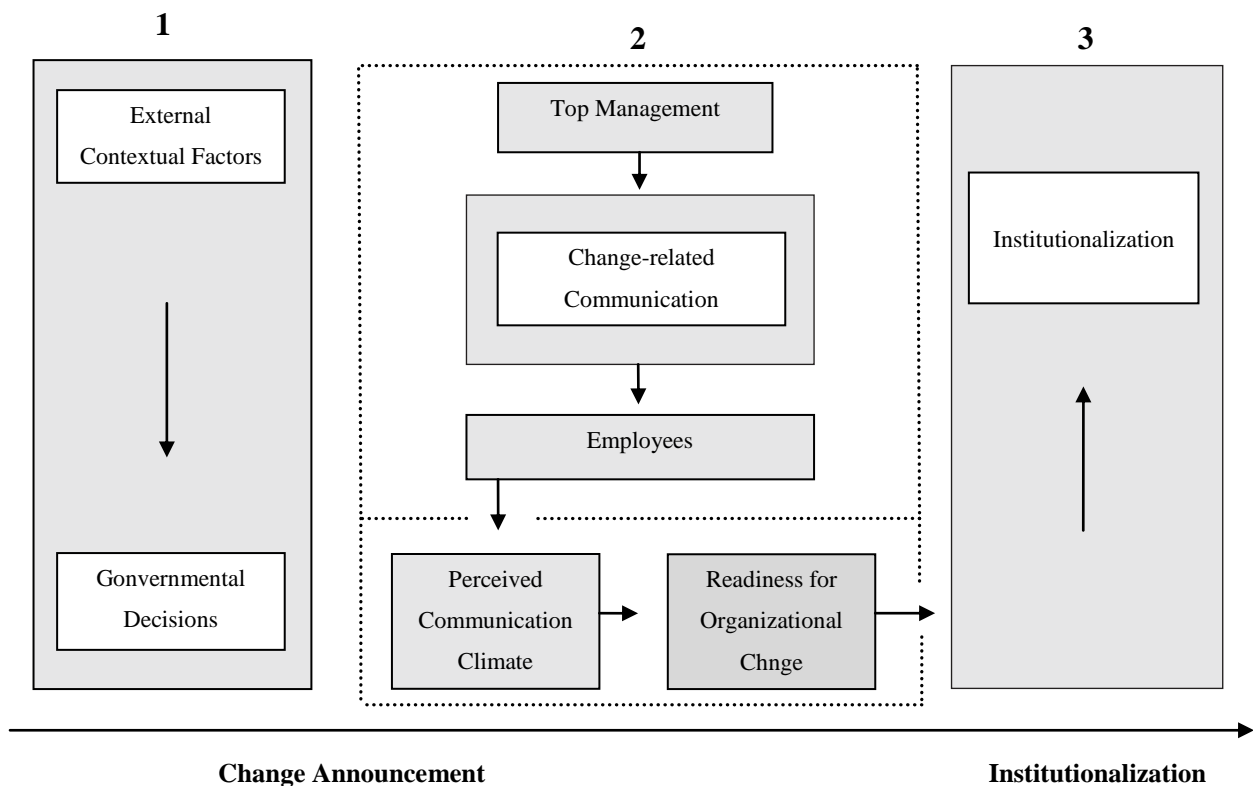 1
2
3
External
Contextual Factors
Gonvernmental
Decisions
Top Management
Change-related
Communication
Employees
Perceived
Communication
Climate
Readiness for
Organizational
Chnge
Institutionalization
Change Announcement
Institutionalization